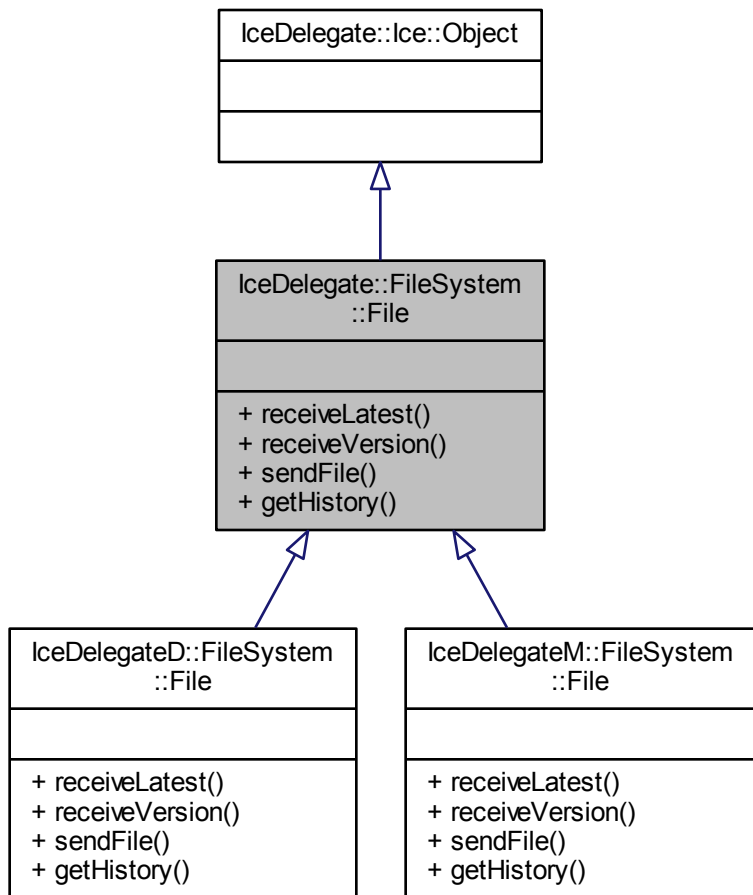 IceDelegate::Ice::Object
IceDelegate::FileSystem
::File
+ receiveLatest()
+ receiveVersion()
+ sendFile()
+ getHistory()
IceDelegateD::FileSystem
::File
+ receiveLatest()
+ receiveVersion()
+ sendFile()
+ getHistory()
IceDelegateM::FileSystem
::File
+ receiveLatest()
+ receiveVersion()
+ sendFile()
+ getHistory()